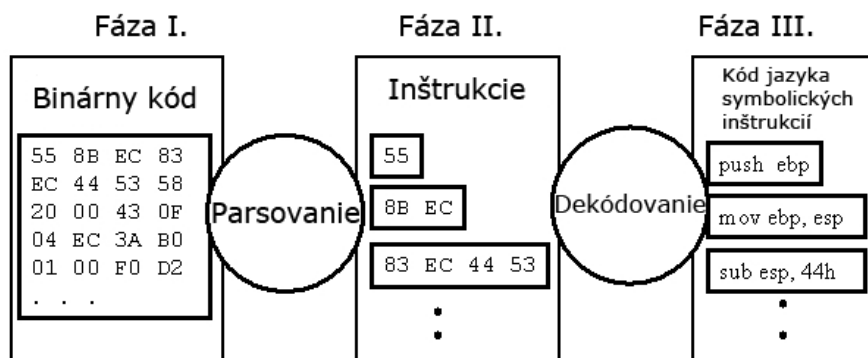 Fáza I.
Fáza II.
Fáza III.
Binárny kód
55 8B EC 83
EC 44 53 58
20 00 43 0F
04 EC 3A B0
01 00 F0 D2
. . .
Parsovanie
Inštrukcie
55
8B EC
83 EC 44 53
Dekódovanie
Kód jazyka
symbolických
inštrukcií
push ebp
mov ebp, esp
sub esp, 44h